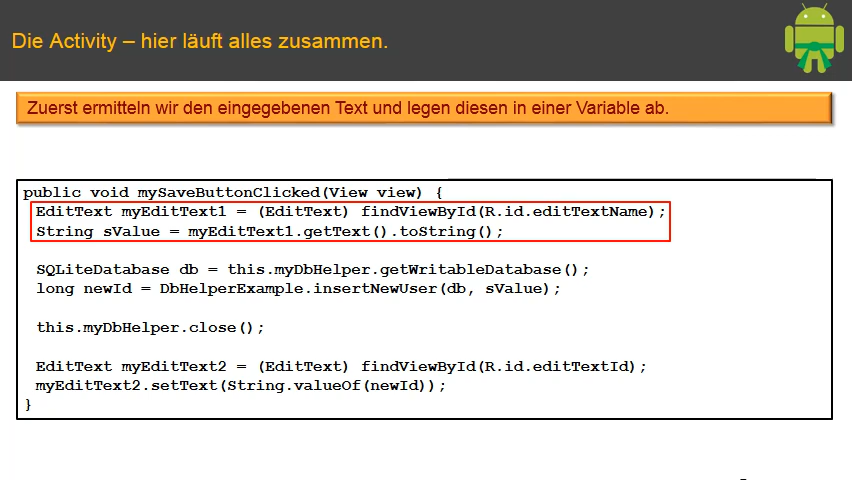 Die Activity – hier läuft alles zusammen.
Zuerst ermitteln wir den eingegebenen Text und legen diesen in einer Variable ab.
public void mySaveButtonClicked(View view) {
EditText myEditText1 = (EditText) findViewById(R.id.editTextName);
String sValue = myEditText1.getText().toString();
SQLiteDatabase db = this.myDbHelper.getWritableDatabase();
long newId = DbHelperExample.insertNewUser(db, sValue);
this.myDbHelper.close();
EditText myEditText2 = (EditText) findViewById(R.id.editTextId);
myEditText2.setText(String.valueOf(newId));
}